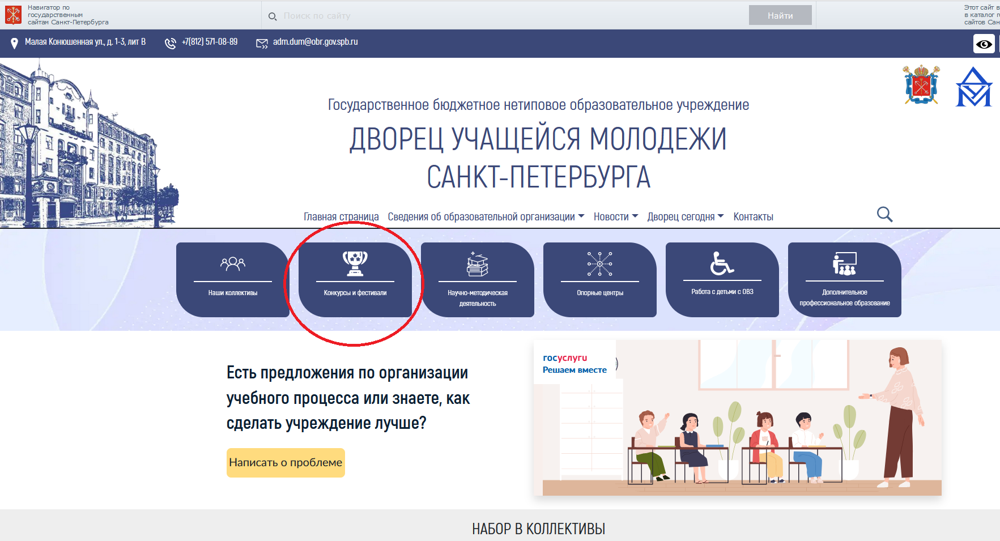 Навигатор по
государственным
сайтам Санкт-Петербурга
Поиск по сайту
Найти
Этот сайт в
в каталог
сайтов Сан
Малая Конюшенная ул., д. 1-3, лит В
+7(812) 571-08-89
adm.dum@obr.gov.spb.ru
Государственное бюджетное нетиповое образовательное учреждение
ДВОРЕЦ УЧАЩЕЙСЯ МОЛОДЕЖИ
САНКТ-ПЕТЕРБУРГА
Главная страница Сведения об образовательной организации Новости Дворец сегодня Контакты
Наши коллективы
Конкурсы и фестивали
Научно-методическая
деятельность
Опорные центры
Работа с детьми с ОВЗ
Дополнительное
профессиональное образование
Есть предложения по организации
учебного процесса или знаете, как
сделать учреждение лучше?
Написать о проблеме
госуслуги
Решаем вместе
НАБОР В КОЛЛЕКТИВЫ